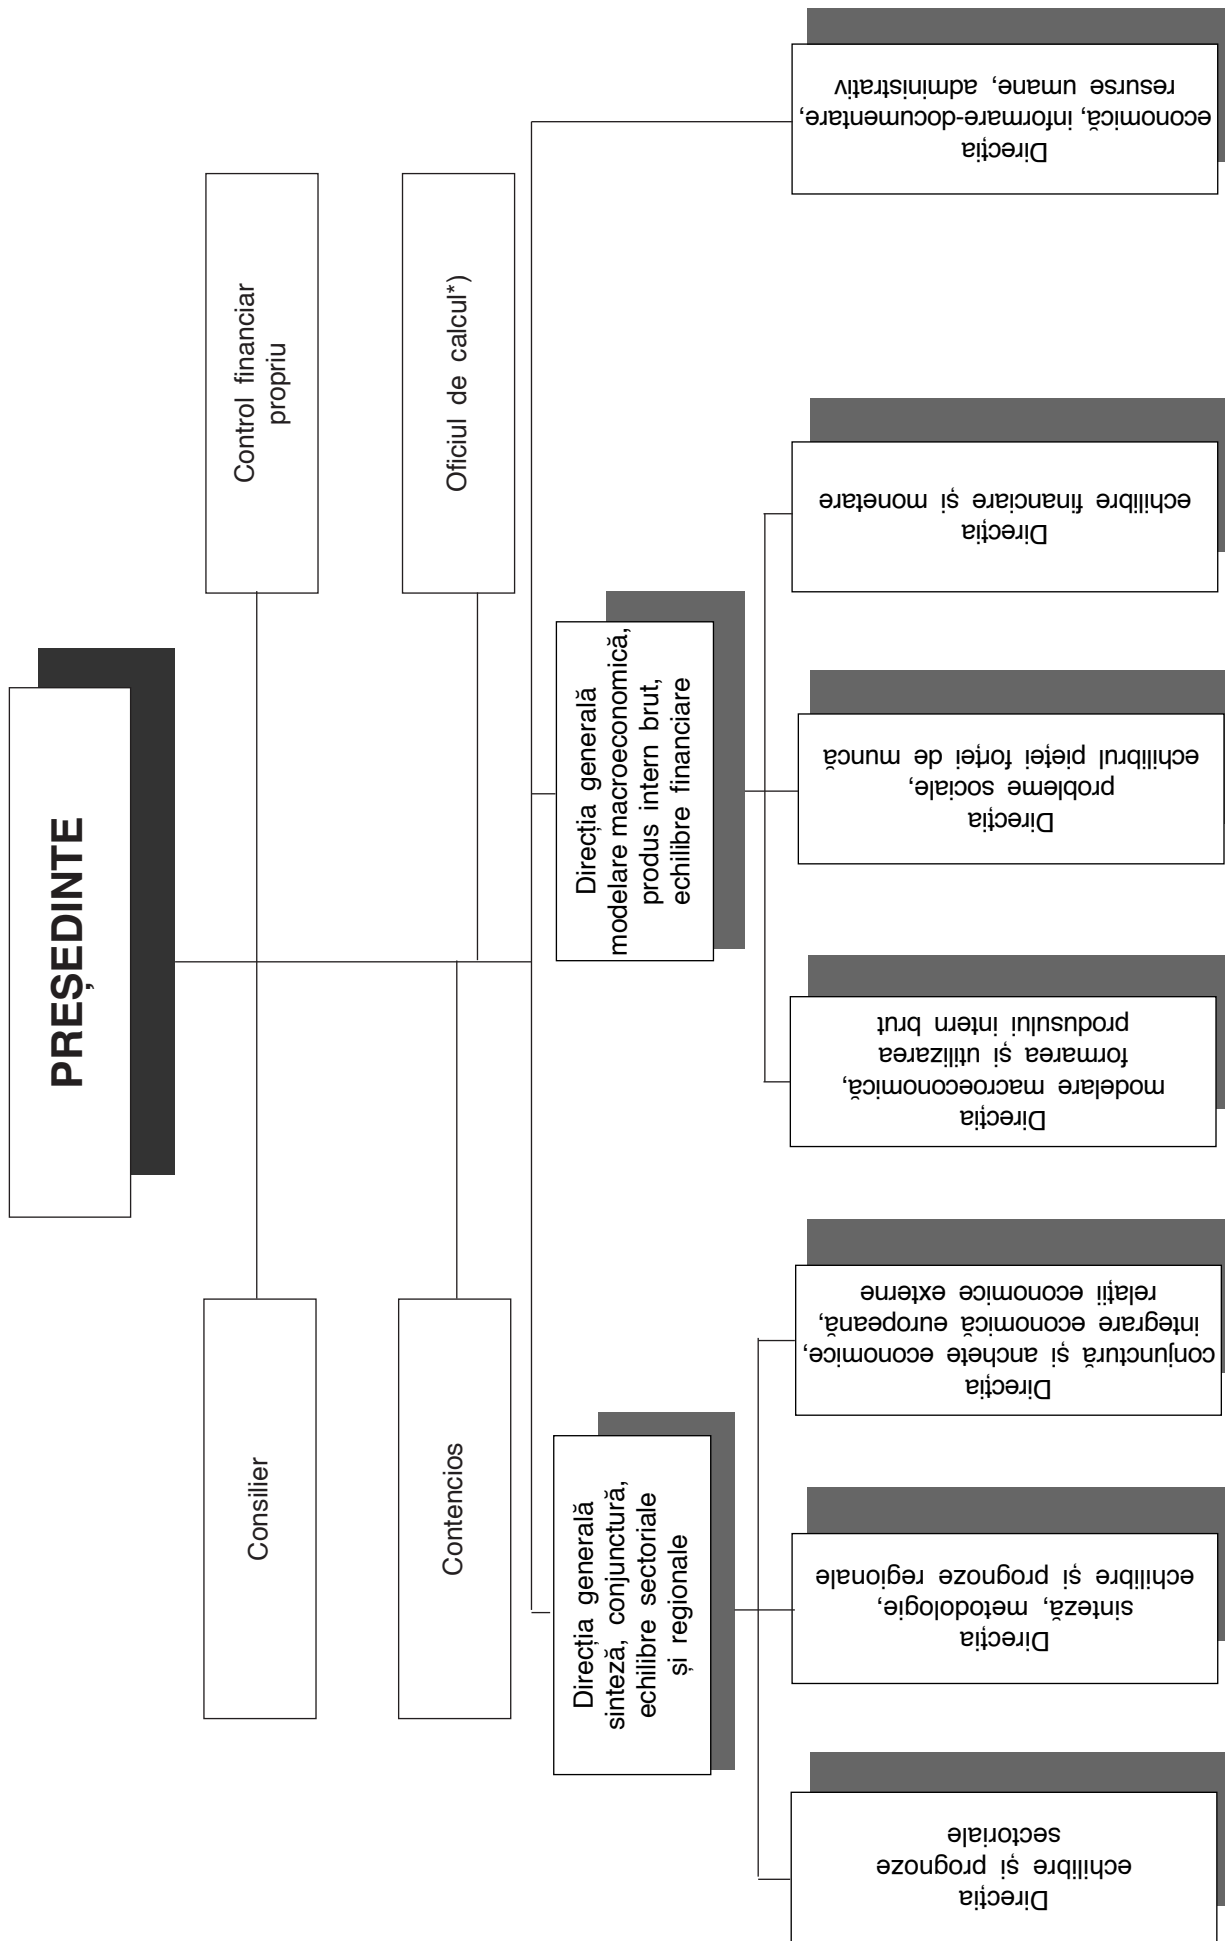 PREȘEDINTE
Consilier
Control financiar
propriu
Contencios
Oficiul de calcul*)
Direcția generală
sinteză, conjunctură,
echilibre sectoriale
și regionale
Direcția generală
modelare macroeconomică,
produs intern brut,
echilibre financiare
Direcția
echilibre și prognoze
sectoriale
Direcția
sinteză, metodologie,
echilibre și prognoze regionale
Direcția
conjunctură și anchete economice,
integrare economică europeană,
relații economice externe
Direcția
modelare macroeconomică,
formarea și utilizarea
produsului intern brut
Direcția
probleme sociale,
echilibrul pieței forței de muncă
Direcția
echilibre financiare și monetare
Direcția
economică, informare-documentare,
resurse umane, administrativ